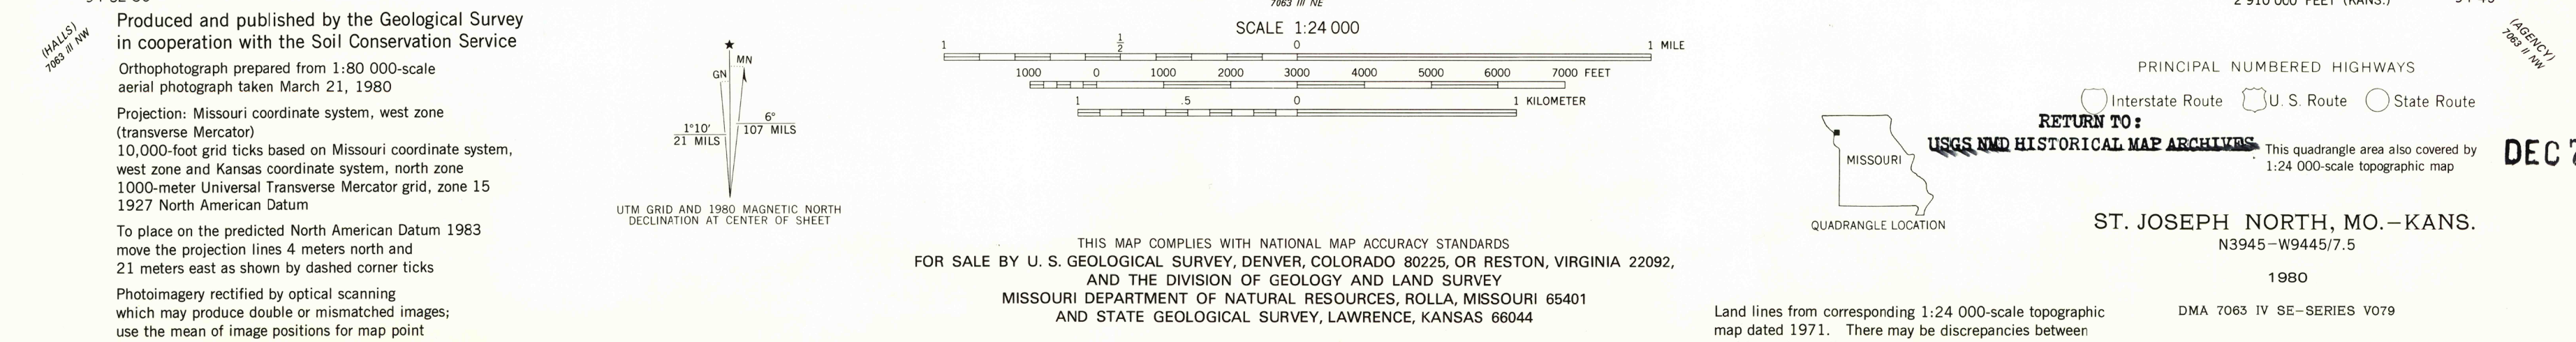 (HALLS)
7063 III NW
Produced and published by the Geological Survey
in cooperation with the Soil Conservation Service
Orthophotograph prepared from 1:80 000-scale
aerial photograph taken March 21, 1980
Projection: Missouri coordinate system, west zone
(transverse Mercator)
10,000-foot grid ticks based on Missouri coordinate system,
west zone and Kansas coordinate system, north zone
1000-meter Universal Transverse Mercator grid, zone 15
1927 North American Datum
To place on the predicted North American Datum 1983
move the projection lines 4 meters north and
21 meters east as shown by dashed corner ticks
Photoimagery rectified by optical scanning
which may produce double or mismatched images;
use the mean of image positions for map point
★
MN
GN
1°10′
21 MILS
6°
107 MILS
UTM GRID AND 1980 MAGNETIC NORTH
DECLINATION AT CENTER OF SHEET
7063 III NE
SCALE 1:24 000
1 1/2 0 1 MILE
1000 0 1000 2000 3000 4000 5000 6000 7000 FEET
1 .5 0 1 KILOMETER
THIS MAP COMPLIES WITH NATIONAL MAP ACCURACY STANDARDS
FOR SALE BY U. S. GEOLOGICAL SURVEY, DENVER, COLORADO 80225, OR RESTON, VIRGINIA 22092,
AND THE DIVISION OF GEOLOGY AND LAND SURVEY
MISSOURI DEPARTMENT OF NATURAL RESOURCES, ROLLA, MISSOURI 65401
AND STATE GEOLOGICAL SURVEY, LAWRENCE, KANSAS 66044
MISSOURI
QUADRANGLE LOCATION
2 910 000 FEET (KANS.)
(AGENCY)
7063 II NW
PRINCIPAL NUMBERED HIGHWAYS
Interstate Route U. S. Route State Route
RETURN TO:
USGS NMD HISTORICAL MAP ARCHIVES
This quadrangle area also covered by
1:24 000-scale topographic map
DEC
ST. JOSEPH NORTH, MO.–KANS.
N3945–W9445/7.5
1980
DMA 7063 IV SE–SERIES V079
Land lines from corresponding 1:24 000-scale topographic
map dated 1971. There may be discrepancies between